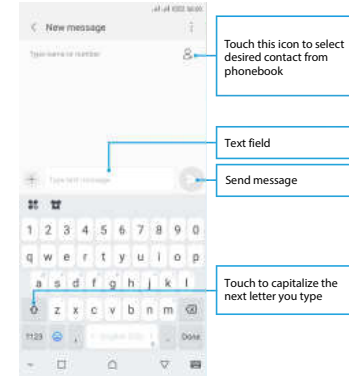 New message
Type name or number
Touch this icon to select
desired contact from
phonebook
Text field
Type text message
Send message
1 2 3 4 5 6 7 8 9 0
q w e r t y u i o p
a s d f g h j k l
z x c v b n m
Touch to capitalize the
next letter you type
?123 , . Done